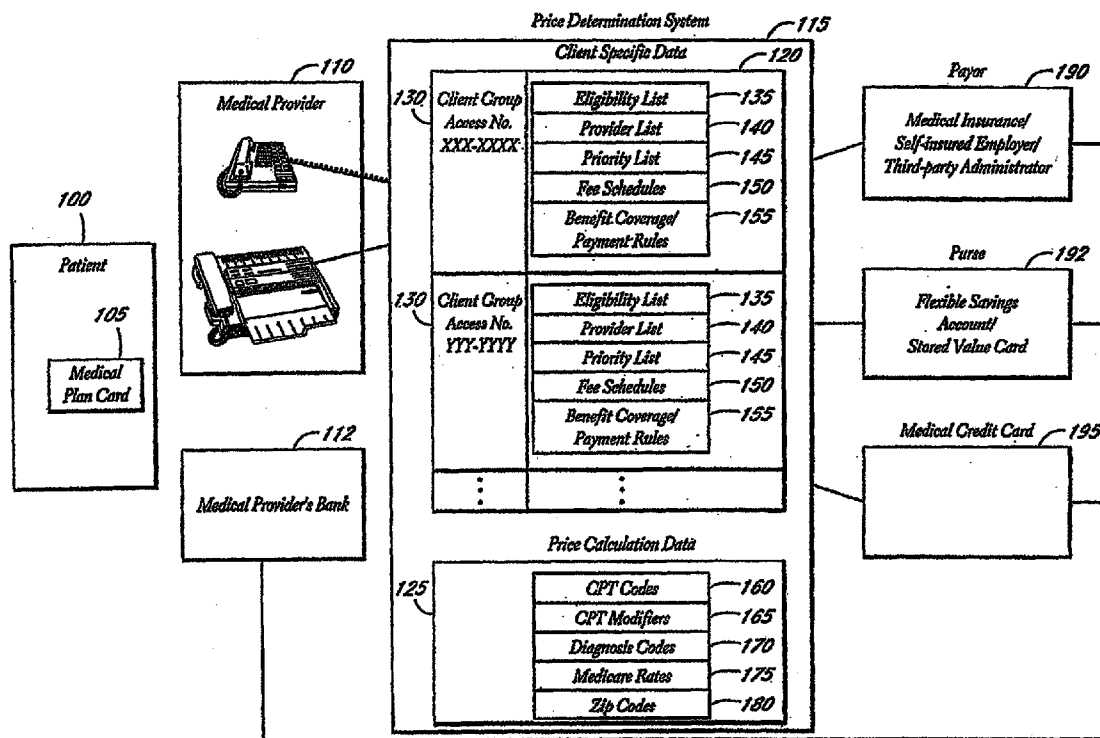 Price Determination System
115
Client Specific Data
120
110
Medical Provider
100
Patient
105
Medical
Plan Card
112
Medical Provider's Bank
130
Client Group
Access No.
XXX-XXXX
Eligibility List
135
Provider List
140
Priority List
145
Fee Schedules
150
Benefit Coverage/
Payment Rules
155
130
Client Group
Access No.
YYY-YYYY
Eligibility List
135
Provider List
140
Priority List
145
Fee Schedules
150
Benefit Coverage/
Payment Rules
155
Price Calculation Data
125
CPT Codes
160
CPT Modifiers
165
Diagnosis Codes
170
Medicare Rates
175
Zip Codes
180
Payor
190
Medical Insurance/
Self-insured Employer/
Third-party Administrator
Purse
192
Flexible Savings
Account/
Stored Value Card
Medical Credit Card
195